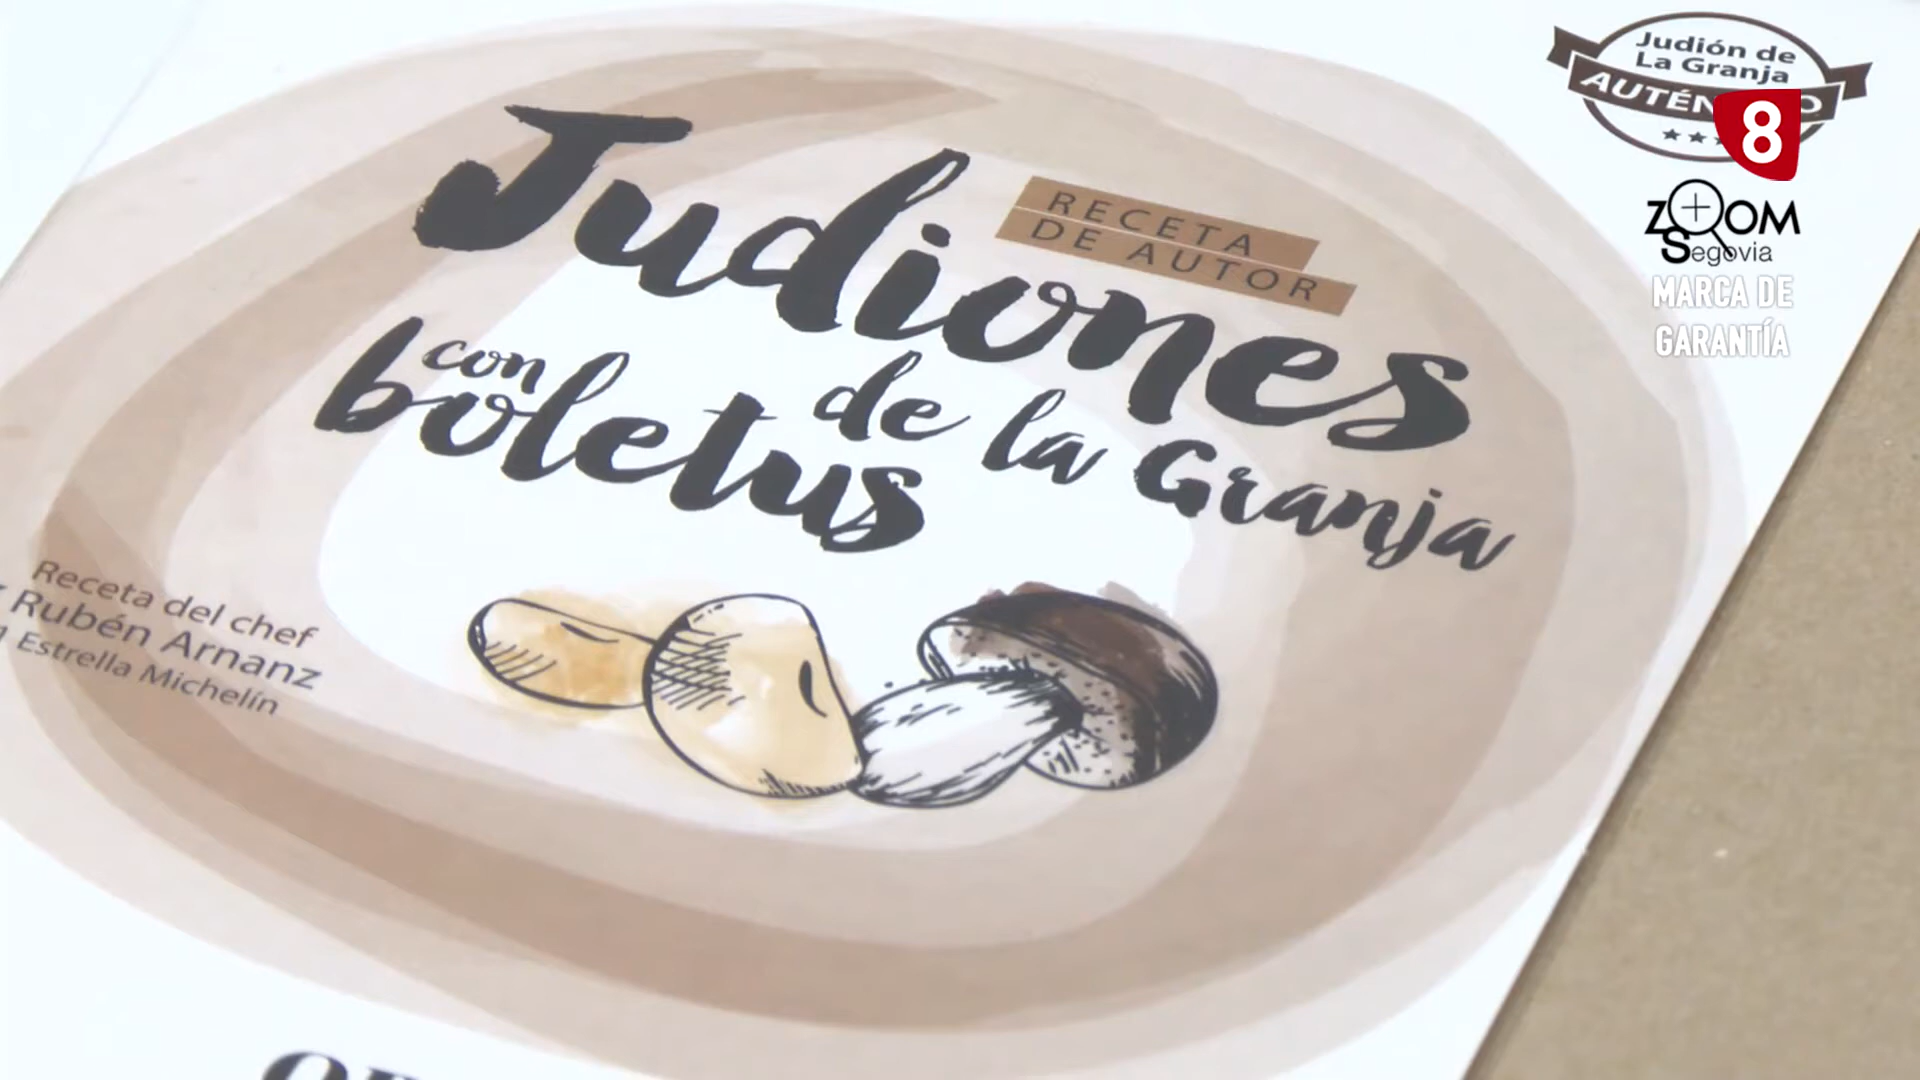 Judión de
La Granja
8
ZOOM
Segovia
MARCA DE
GARANTÍA
RECETA
DE AUTOR
Judiones
de la Granja
con
boletus
Receta del chef
Rubén Arnanz
Estrella Michelín